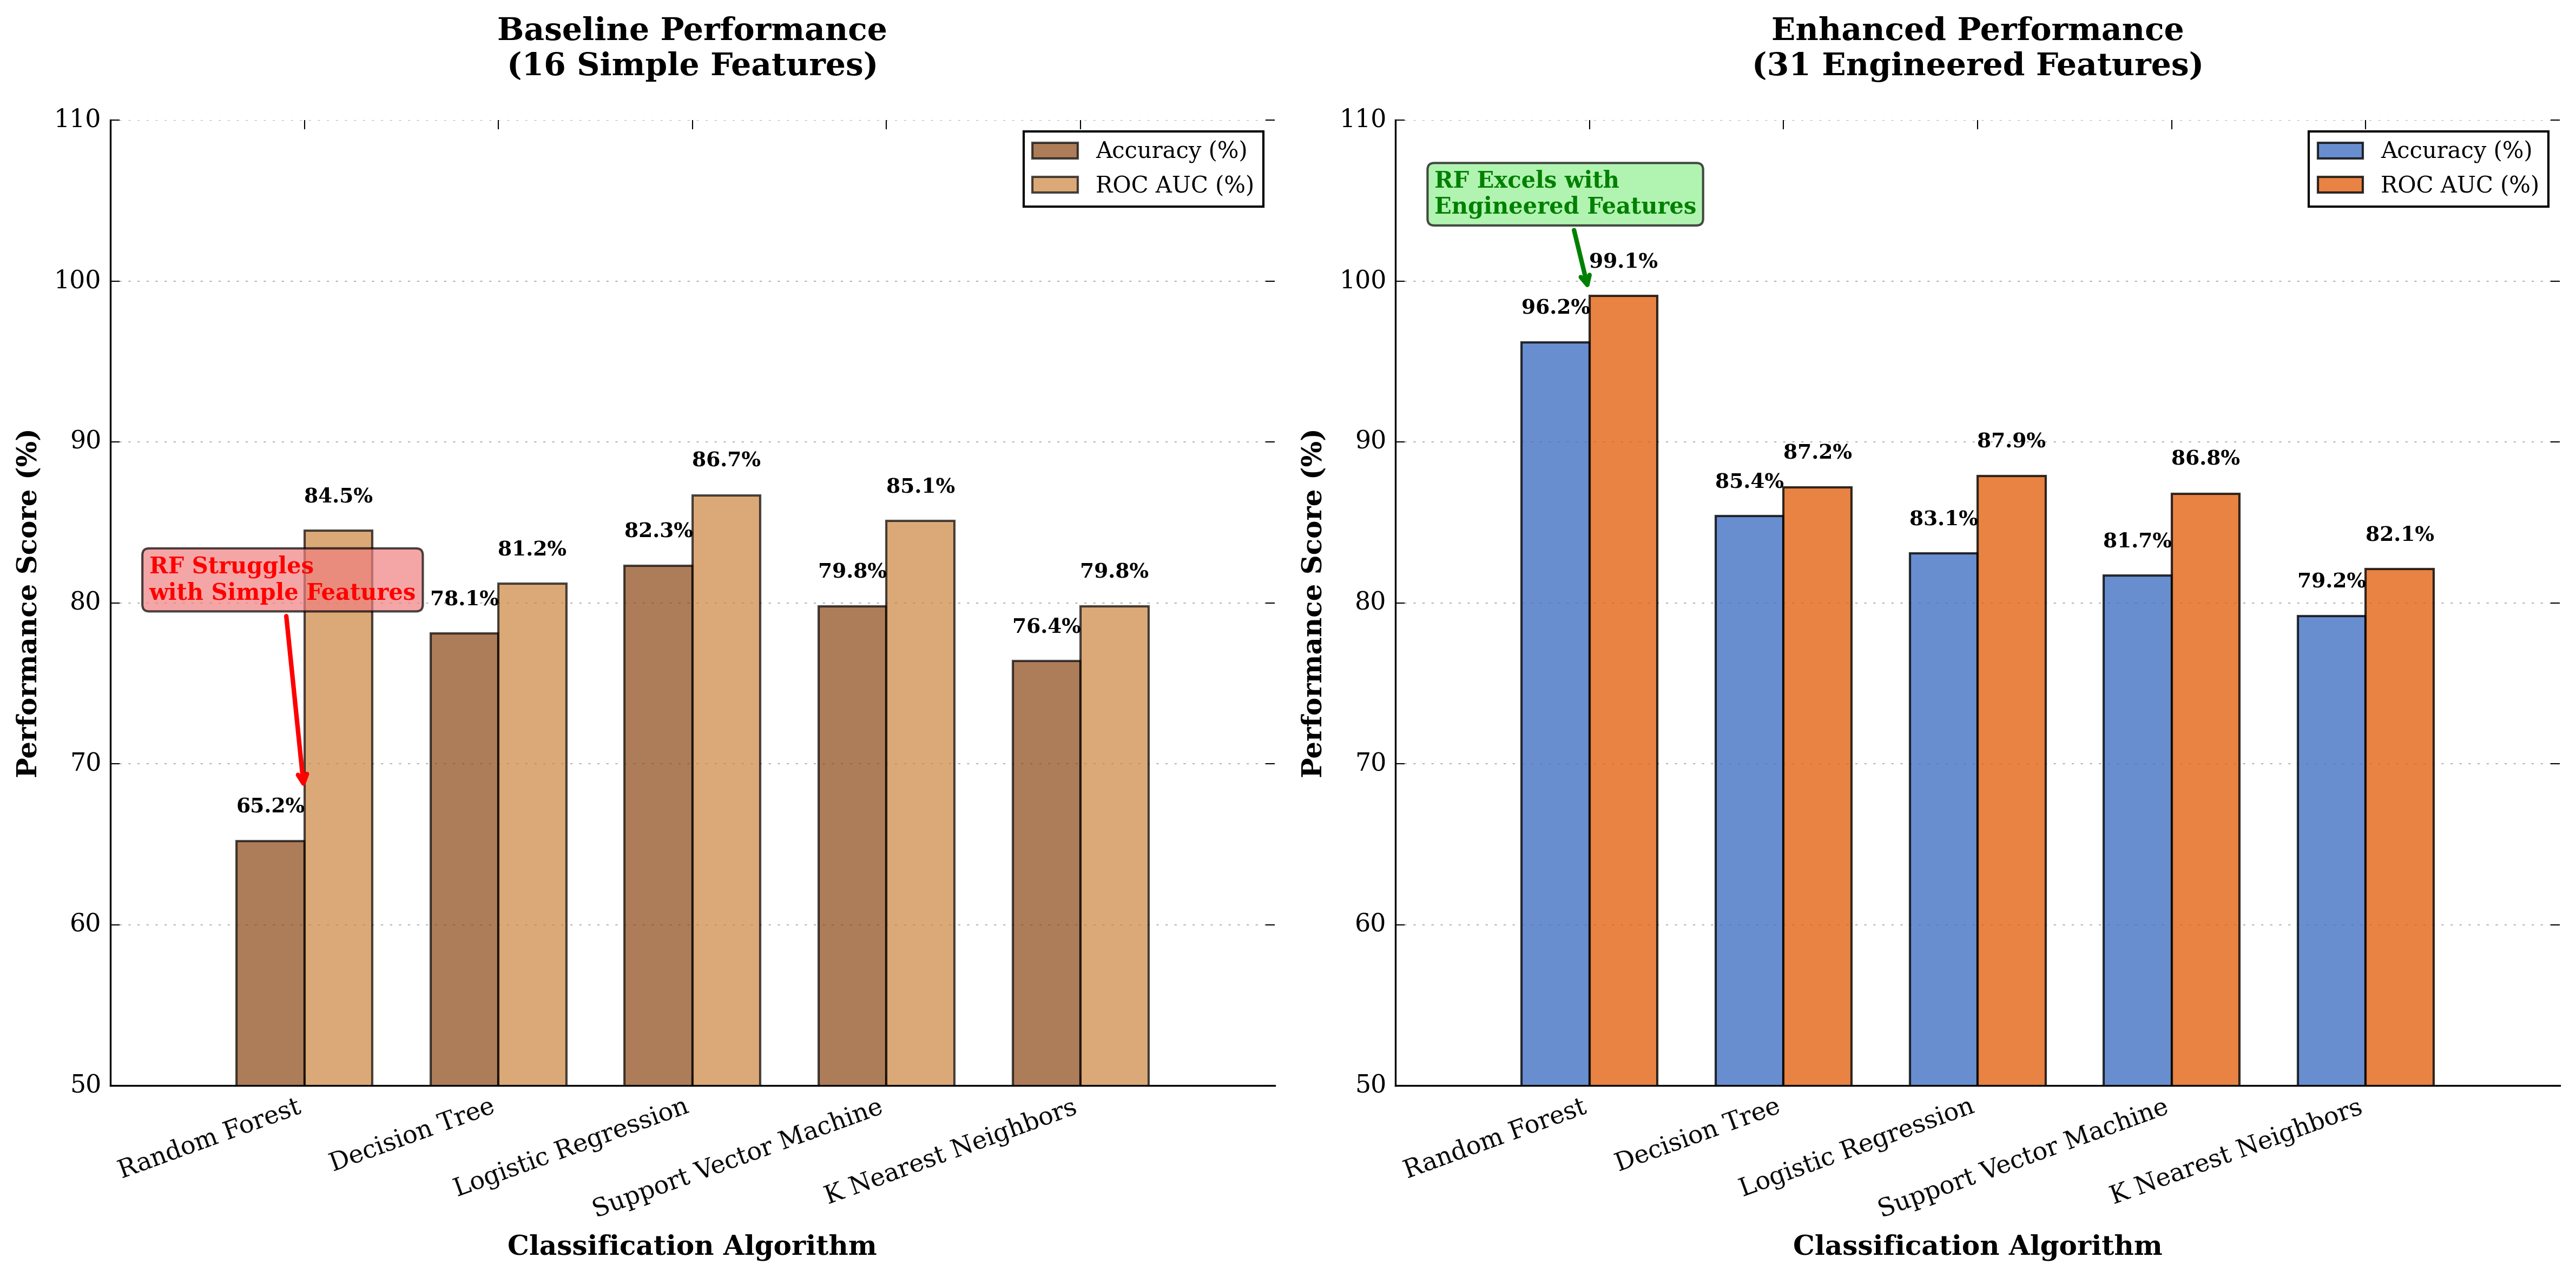 Baseline Performance
(16 Simple Features)
Performance Score (%)
110
100
90
80
70
60
50
Accuracy (%)
ROC AUC (%)
RF Struggles
with Simple Features
65.2%
84.5%
78.1%
81.2%
82.3%
86.7%
79.8%
85.1%
76.4%
79.8%
Random Forest
Decision Tree
Logistic Regression
Support Vector Machine
K Nearest Neighbors
Classification Algorithm
Enhanced Performance
(31 Engineered Features)
Performance Score (%)
110
100
90
80
70
60
50
Accuracy (%)
ROC AUC (%)
RF Excels with
Engineered Features
96.2%
99.1%
85.4%
87.2%
83.1%
87.9%
81.7%
86.8%
79.2%
82.1%
Random Forest
Decision Tree
Logistic Regression
Support Vector Machine
K Nearest Neighbors
Classification Algorithm